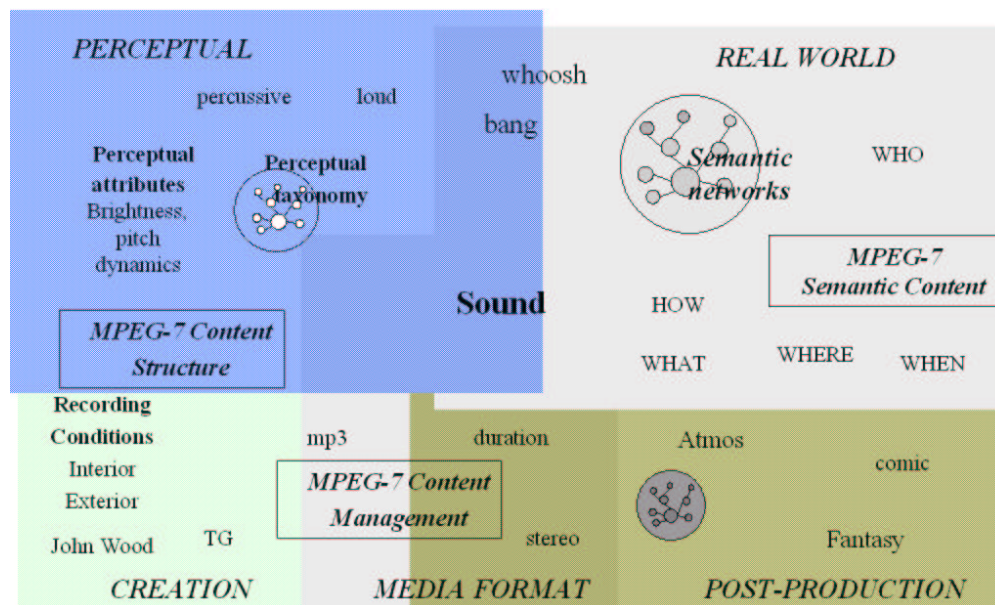 PERCEPTUAL
REAL WORLD
whoosh
percussive
loud
bang
Perceptual
attributes
Brightness,
pitch
dynamics
Perceptual
taxonomy
Semantic
networks
WHO
MPEG-7
Semantic Content
Sound
HOW
MPEG-7 Content
Structure
WHAT
WHERE
WHEN
Recording
Conditions
Interior
Exterior
mp3
duration
Atmos
comic
MPEG-7 Content
Management
John Wood
TG
stereo
Fantasy
CREATION
MEDIA FORMAT
POST-PRODUCTION